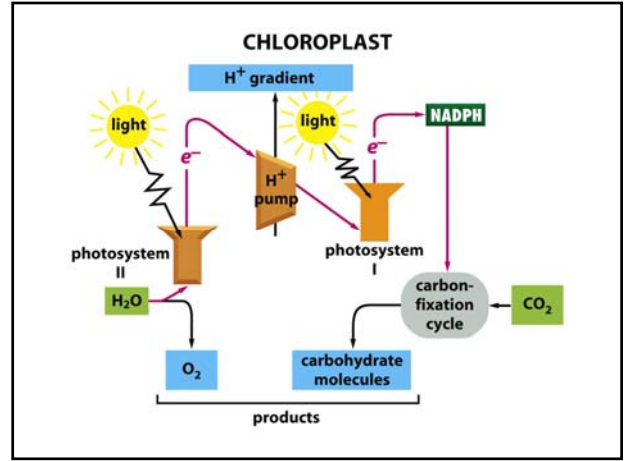 CHLOROPLAST
H⁺ gradient
light
light
e⁻
e⁻
NADPH
H⁺
pump
photosystem
II
photosystem
I
H₂O
carbon-
fixation
cycle
CO₂
O₂
carbohydrate
molecules
products